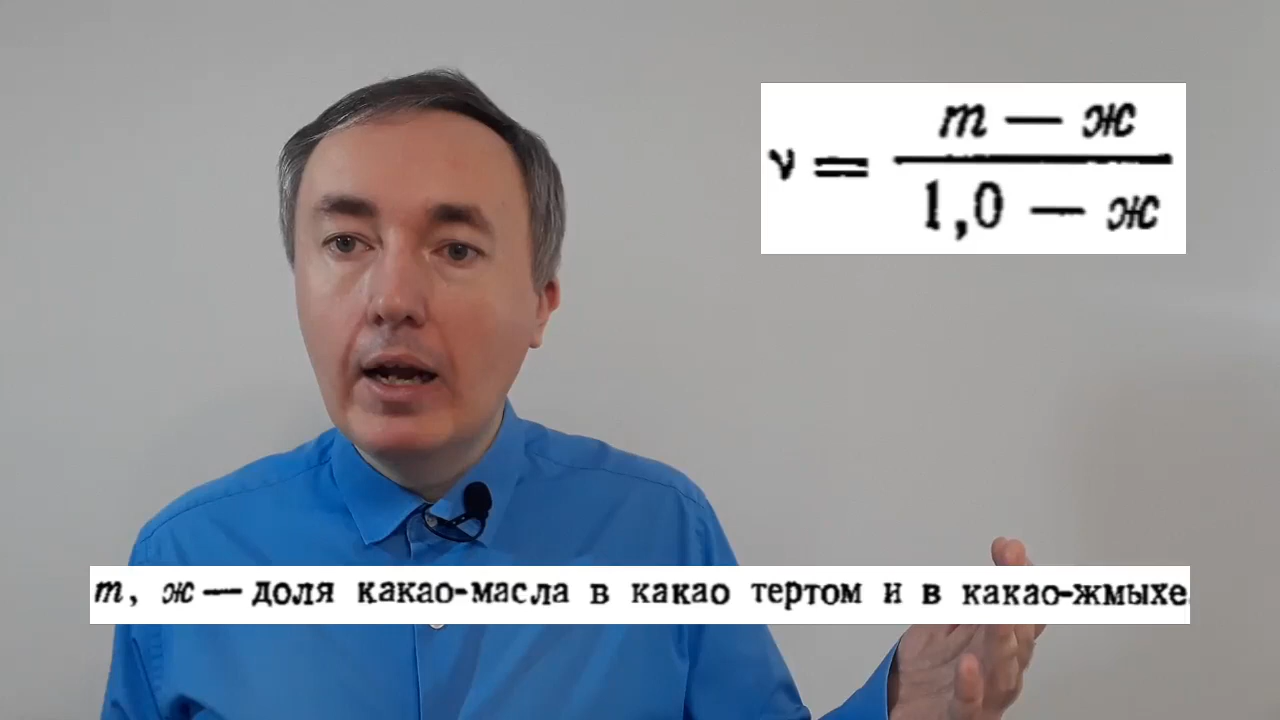 ν = (т — ж) / (1,0 — ж)
т, ж — доля какао-масла в какао тертом и в какао-жмыхе